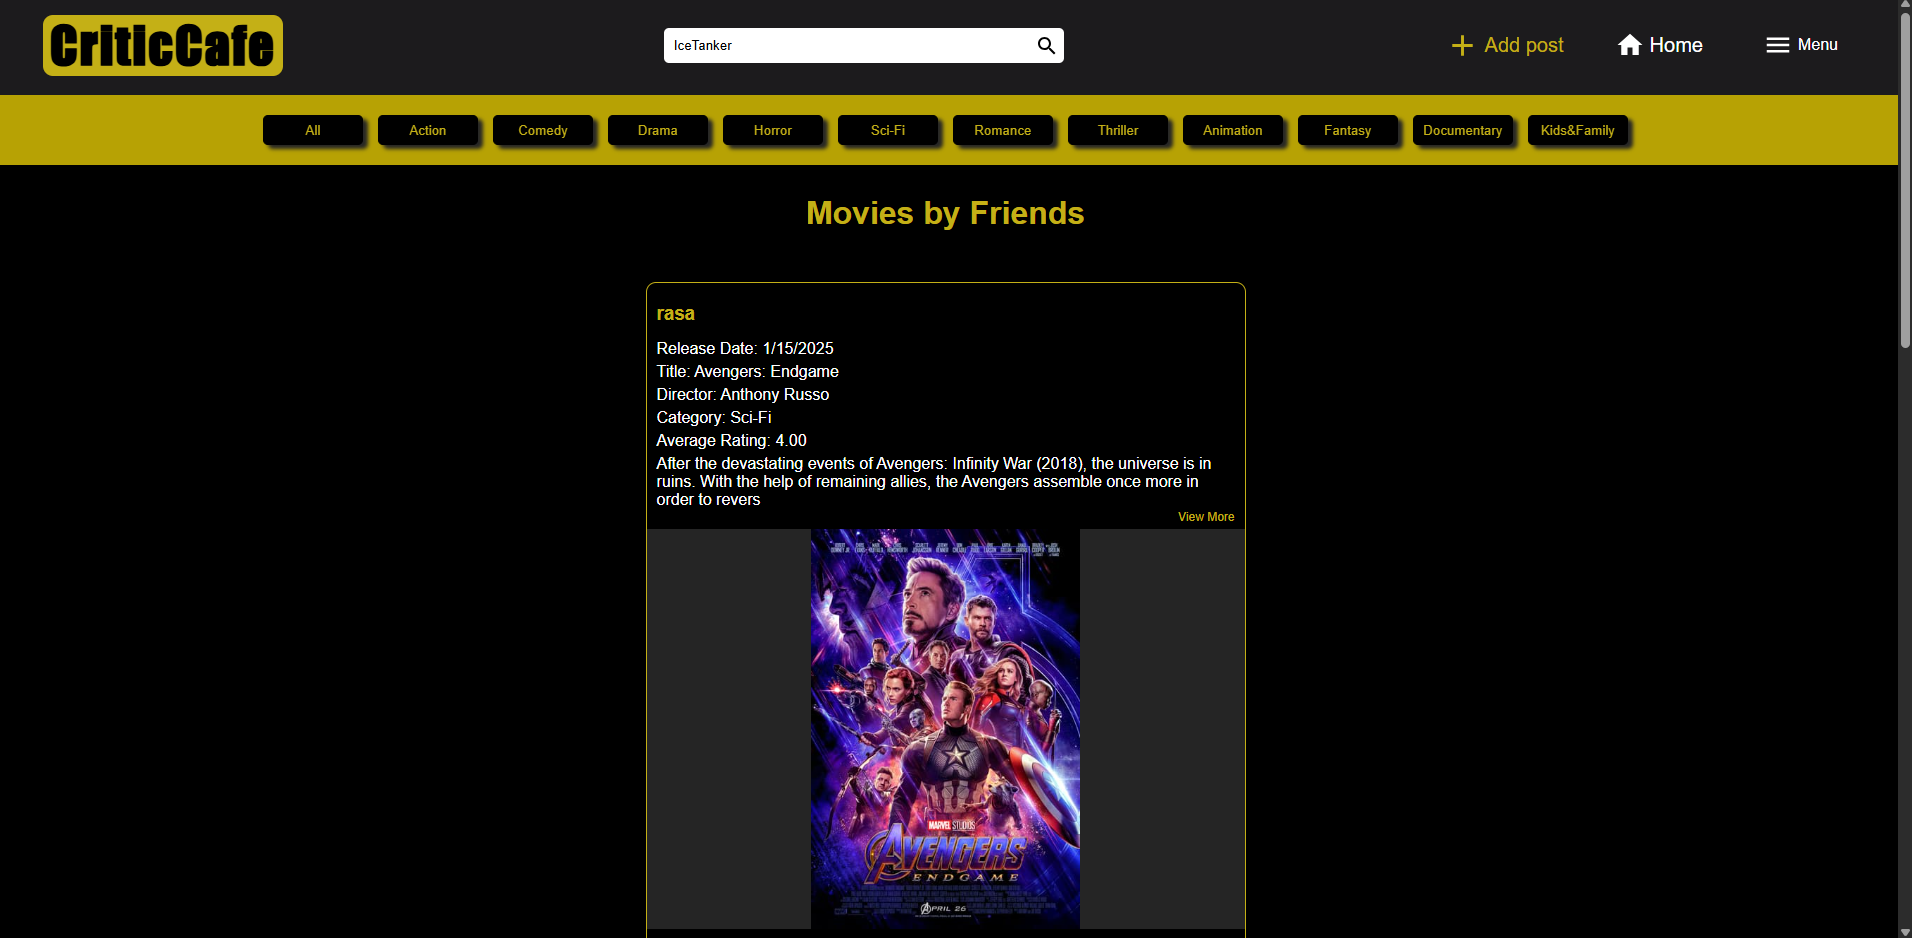 CriticCafe
IceTanker
Add post
Home
Menu
All
Action
Comedy
Drama
Horror
Sci-Fi
Romance
Thriller
Animation
Fantasy
Documentary
Kids&Family
Movies by Friends
rasa
Release Date: 1/15/2025
Title: Avengers: Endgame
Director: Anthony Russo
Category: Sci-Fi
Average Rating: 4.00
After the devastating events of Avengers: Infinity War (2018), the universe is in
ruins. With the help of remaining allies, the Avengers assemble once more in
order to revers
View More
MARVEL STUDIOS
AVENGERS
ENDGAME
APRIL 26